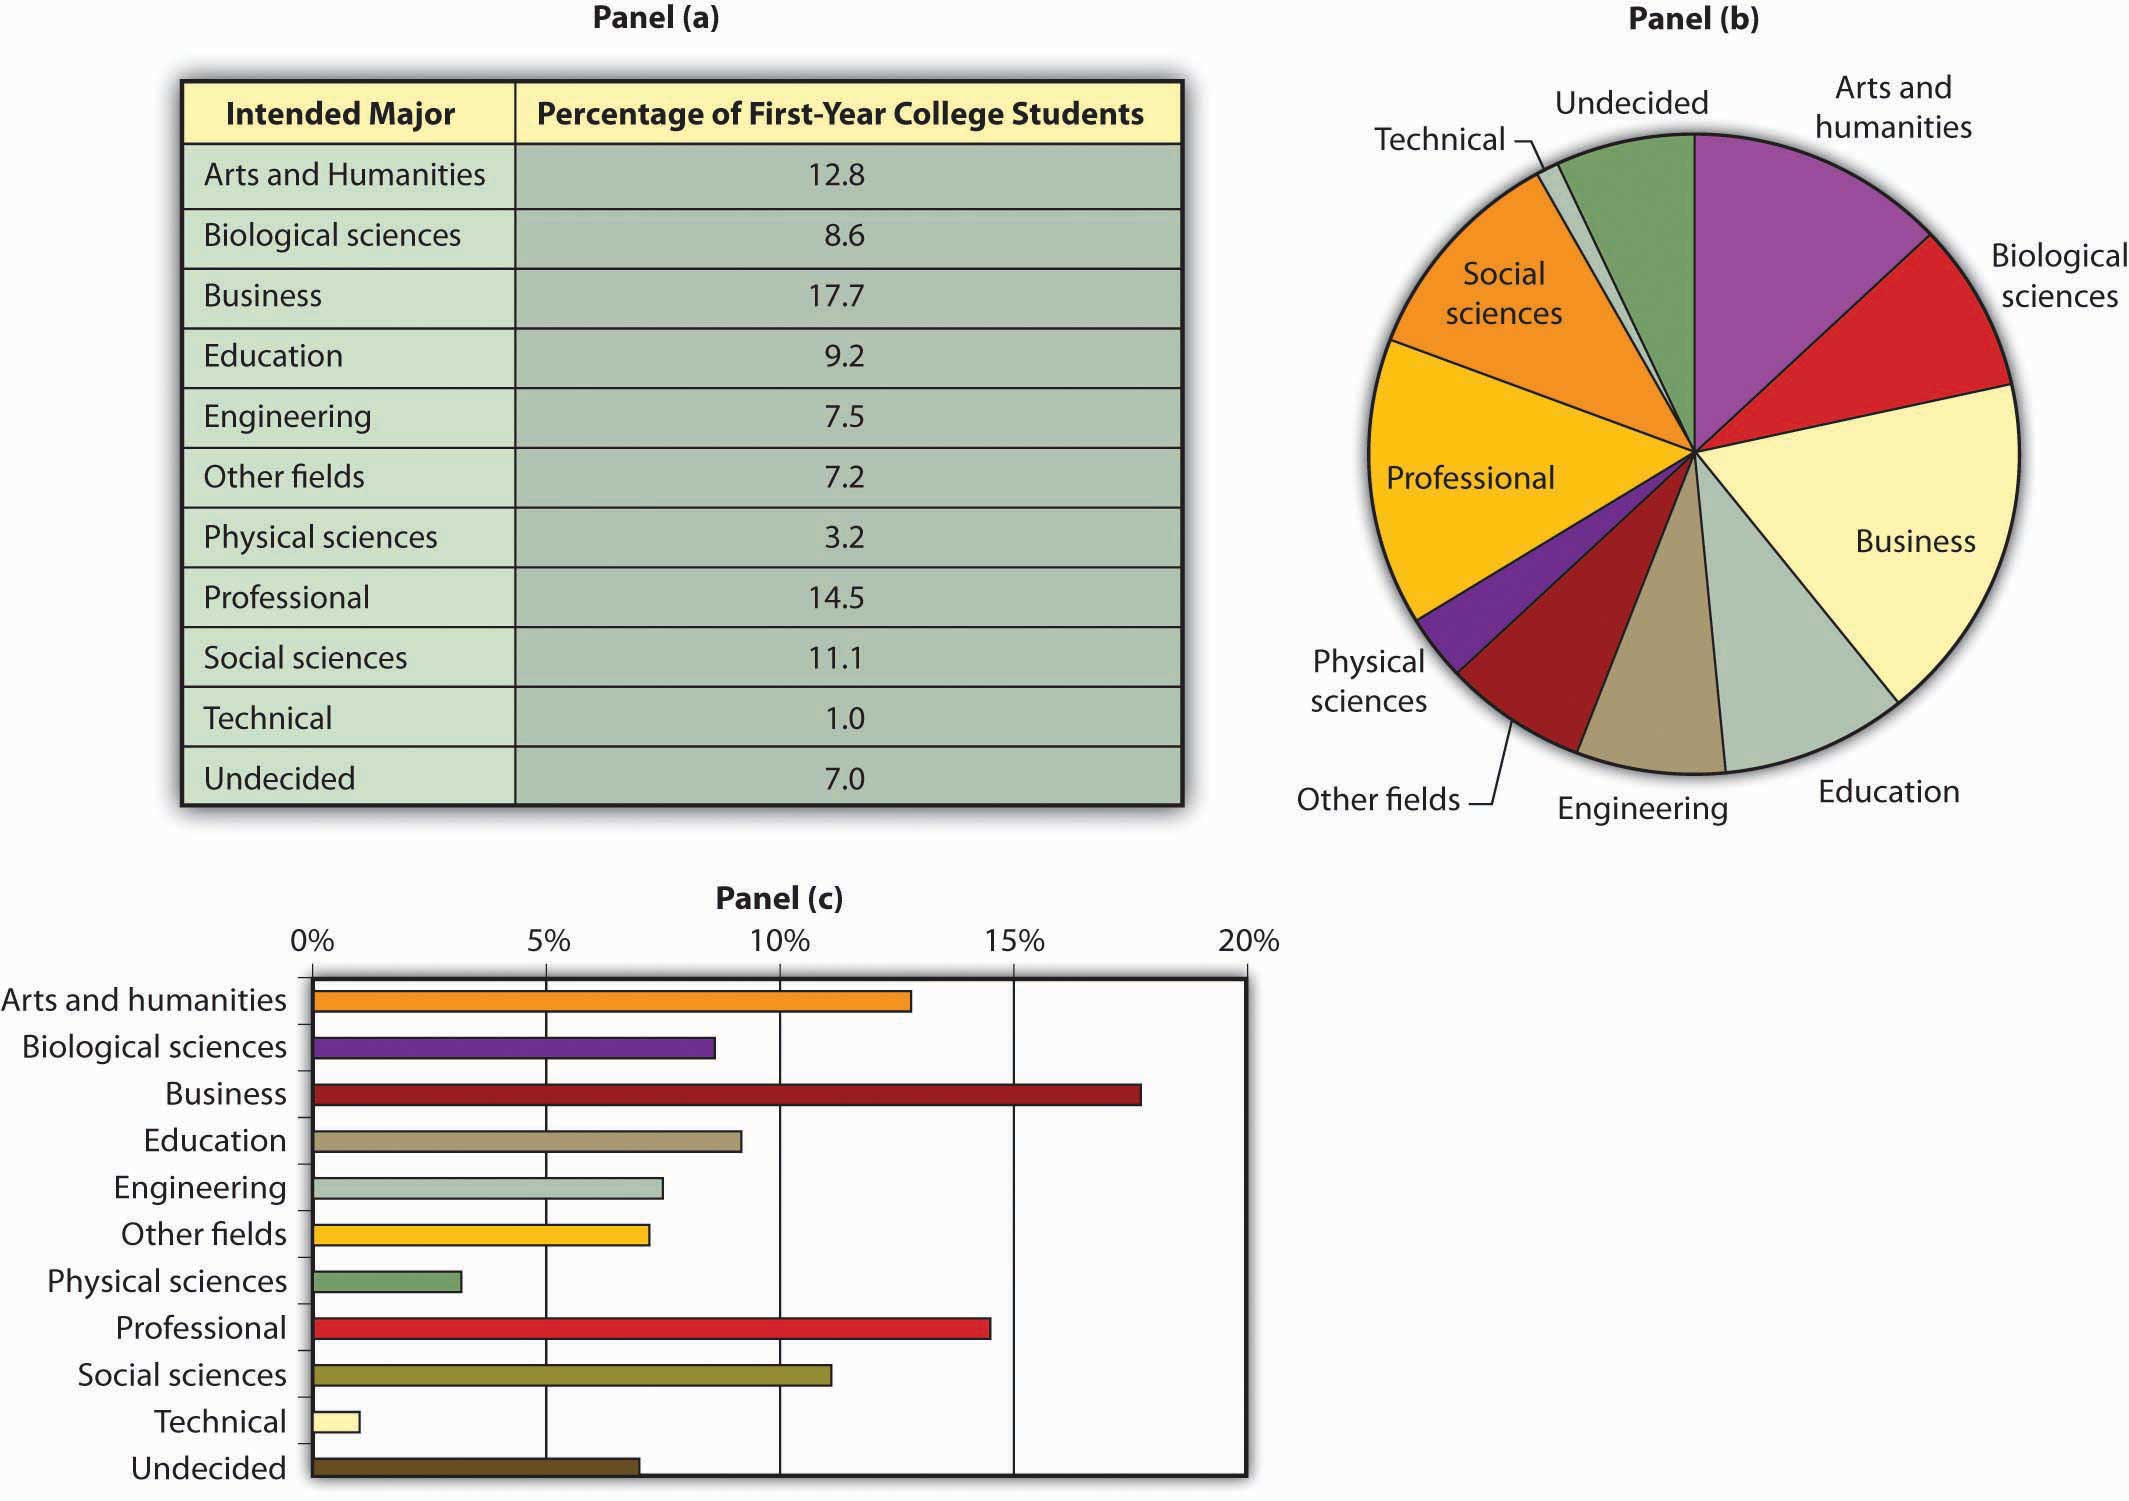 Panel (a)
Intended Major Percentage of First-Year College Students
Arts and Humanities 12.8
Biological sciences 8.6
Business 17.7
Education 9.2
Engineering 7.5
Other fields 7.2
Physical sciences 3.2
Professional 14.5
Social sciences 11.1
Technical 1.0
Undecided 7.0
Panel (b)
Undecided
Arts and
humanities
Technical
Biological
sciences
Social
sciences
Professional
Business
Physical
sciences
Other fields
Engineering
Education
Panel (c)
0% 5% 10% 15% 20%
Arts and humanities
Biological sciences
Business
Education
Engineering
Other fields
Physical sciences
Professional
Social sciences
Technical
Undecided